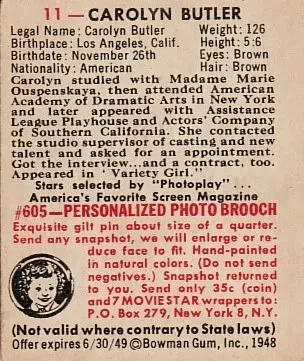 11 — CAROLYN BUTLER
Legal Name: Carolyn Butler Weight: 126
Birthplace: Los Angeles, Calif. Height: 5:6
Birthdate: November 26th Eyes: Brown
Nationality: American Hair: Brown
Carolyn studied with Madame Marie
Ouspenskaya, then attended American
Academy of Dramatic Arts in New York
and later appeared with Assistance
League Playhouse and Actors' Company
of Southern California. She contacted
the studio supervisor of casting and new
talent and asked for an appointment.
Got the interview...and a contract, too.
Appeared in 'Variety Girl."
Stars selected by "Photoplay"...
America's Favorite Screen Magazine
#605—PERSONALIZED PHOTO BROOCH
Exquisite gilt pin about size of a quarter.
Send any snapshot, we will enlarge or re-
duce face to fit. Hand-painted
in natural colors. (Do not send
negatives.) Snapshot returned
to you. Send only 35c (coin)
and 7 MOVIE STAR wrappers to:
P.O. BOX 279, New York 8, N.Y.
(Not valid where contrary to State laws)
Offer expires 6/30/49 © Bowman Gum, Inc., 1948